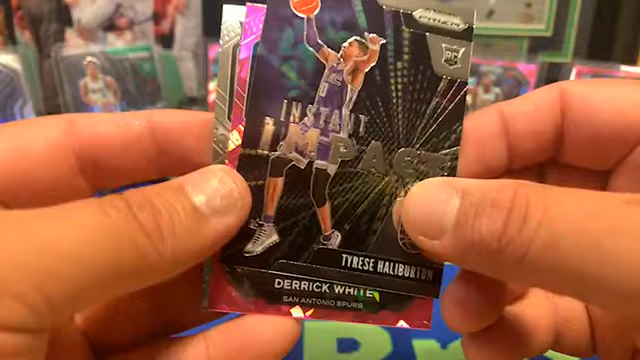 PRIZM
RC
INSTANT
IMPACT
TYRESE HALIBURTON
DERRICK WHITE
SAN ANTONIO SPURS